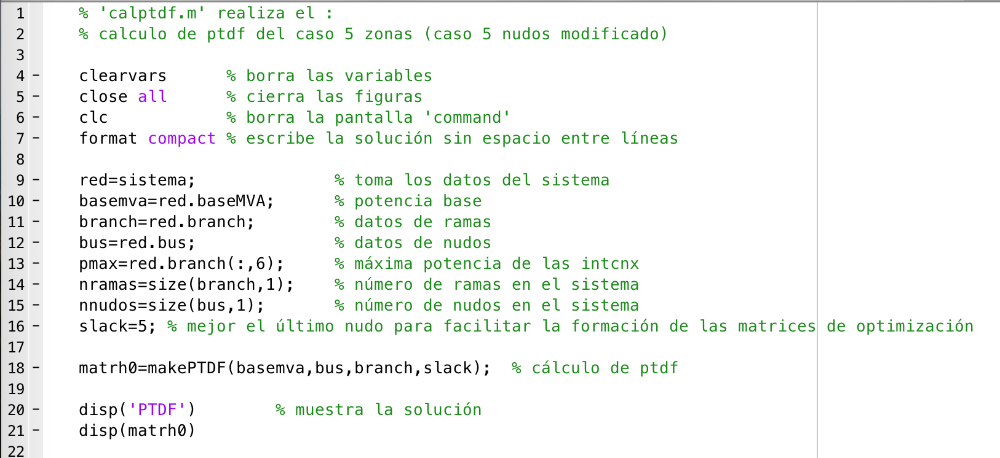 1 % 'calptdf.m' realiza el :
2 % calculo de ptdf del caso 5 zonas (caso 5 nudos modificado)
3
4 - clearvars % borra las variables
5 - close all % cierra las figuras
6 - clc % borra la pantalla 'command'
7 - format compact % escribe la solución sin espacio entre líneas
8
9 - red=sistema; % toma los datos del sistema
10 - basemva=red.baseMVA; % potencia base
11 - branch=red.branch; % datos de ramas
12 - bus=red.bus; % datos de nudos
13 - pmax=red.branch(:,6); % máxima potencia de las intcnx
14 - nramas=size(branch,1); % número de ramas en el sistema
15 - nnudos=size(bus,1); % número de nudos en el sistema
16 - slack=5; % mejor el último nudo para facilitar la formación de las matrices de optimización
17
18 - matrh0=makePTDF(basemva,bus,branch,slack); % cálculo de ptdf
19
20 - disp('PTDF') % muestra la solución
21 - disp(matrh0)
22